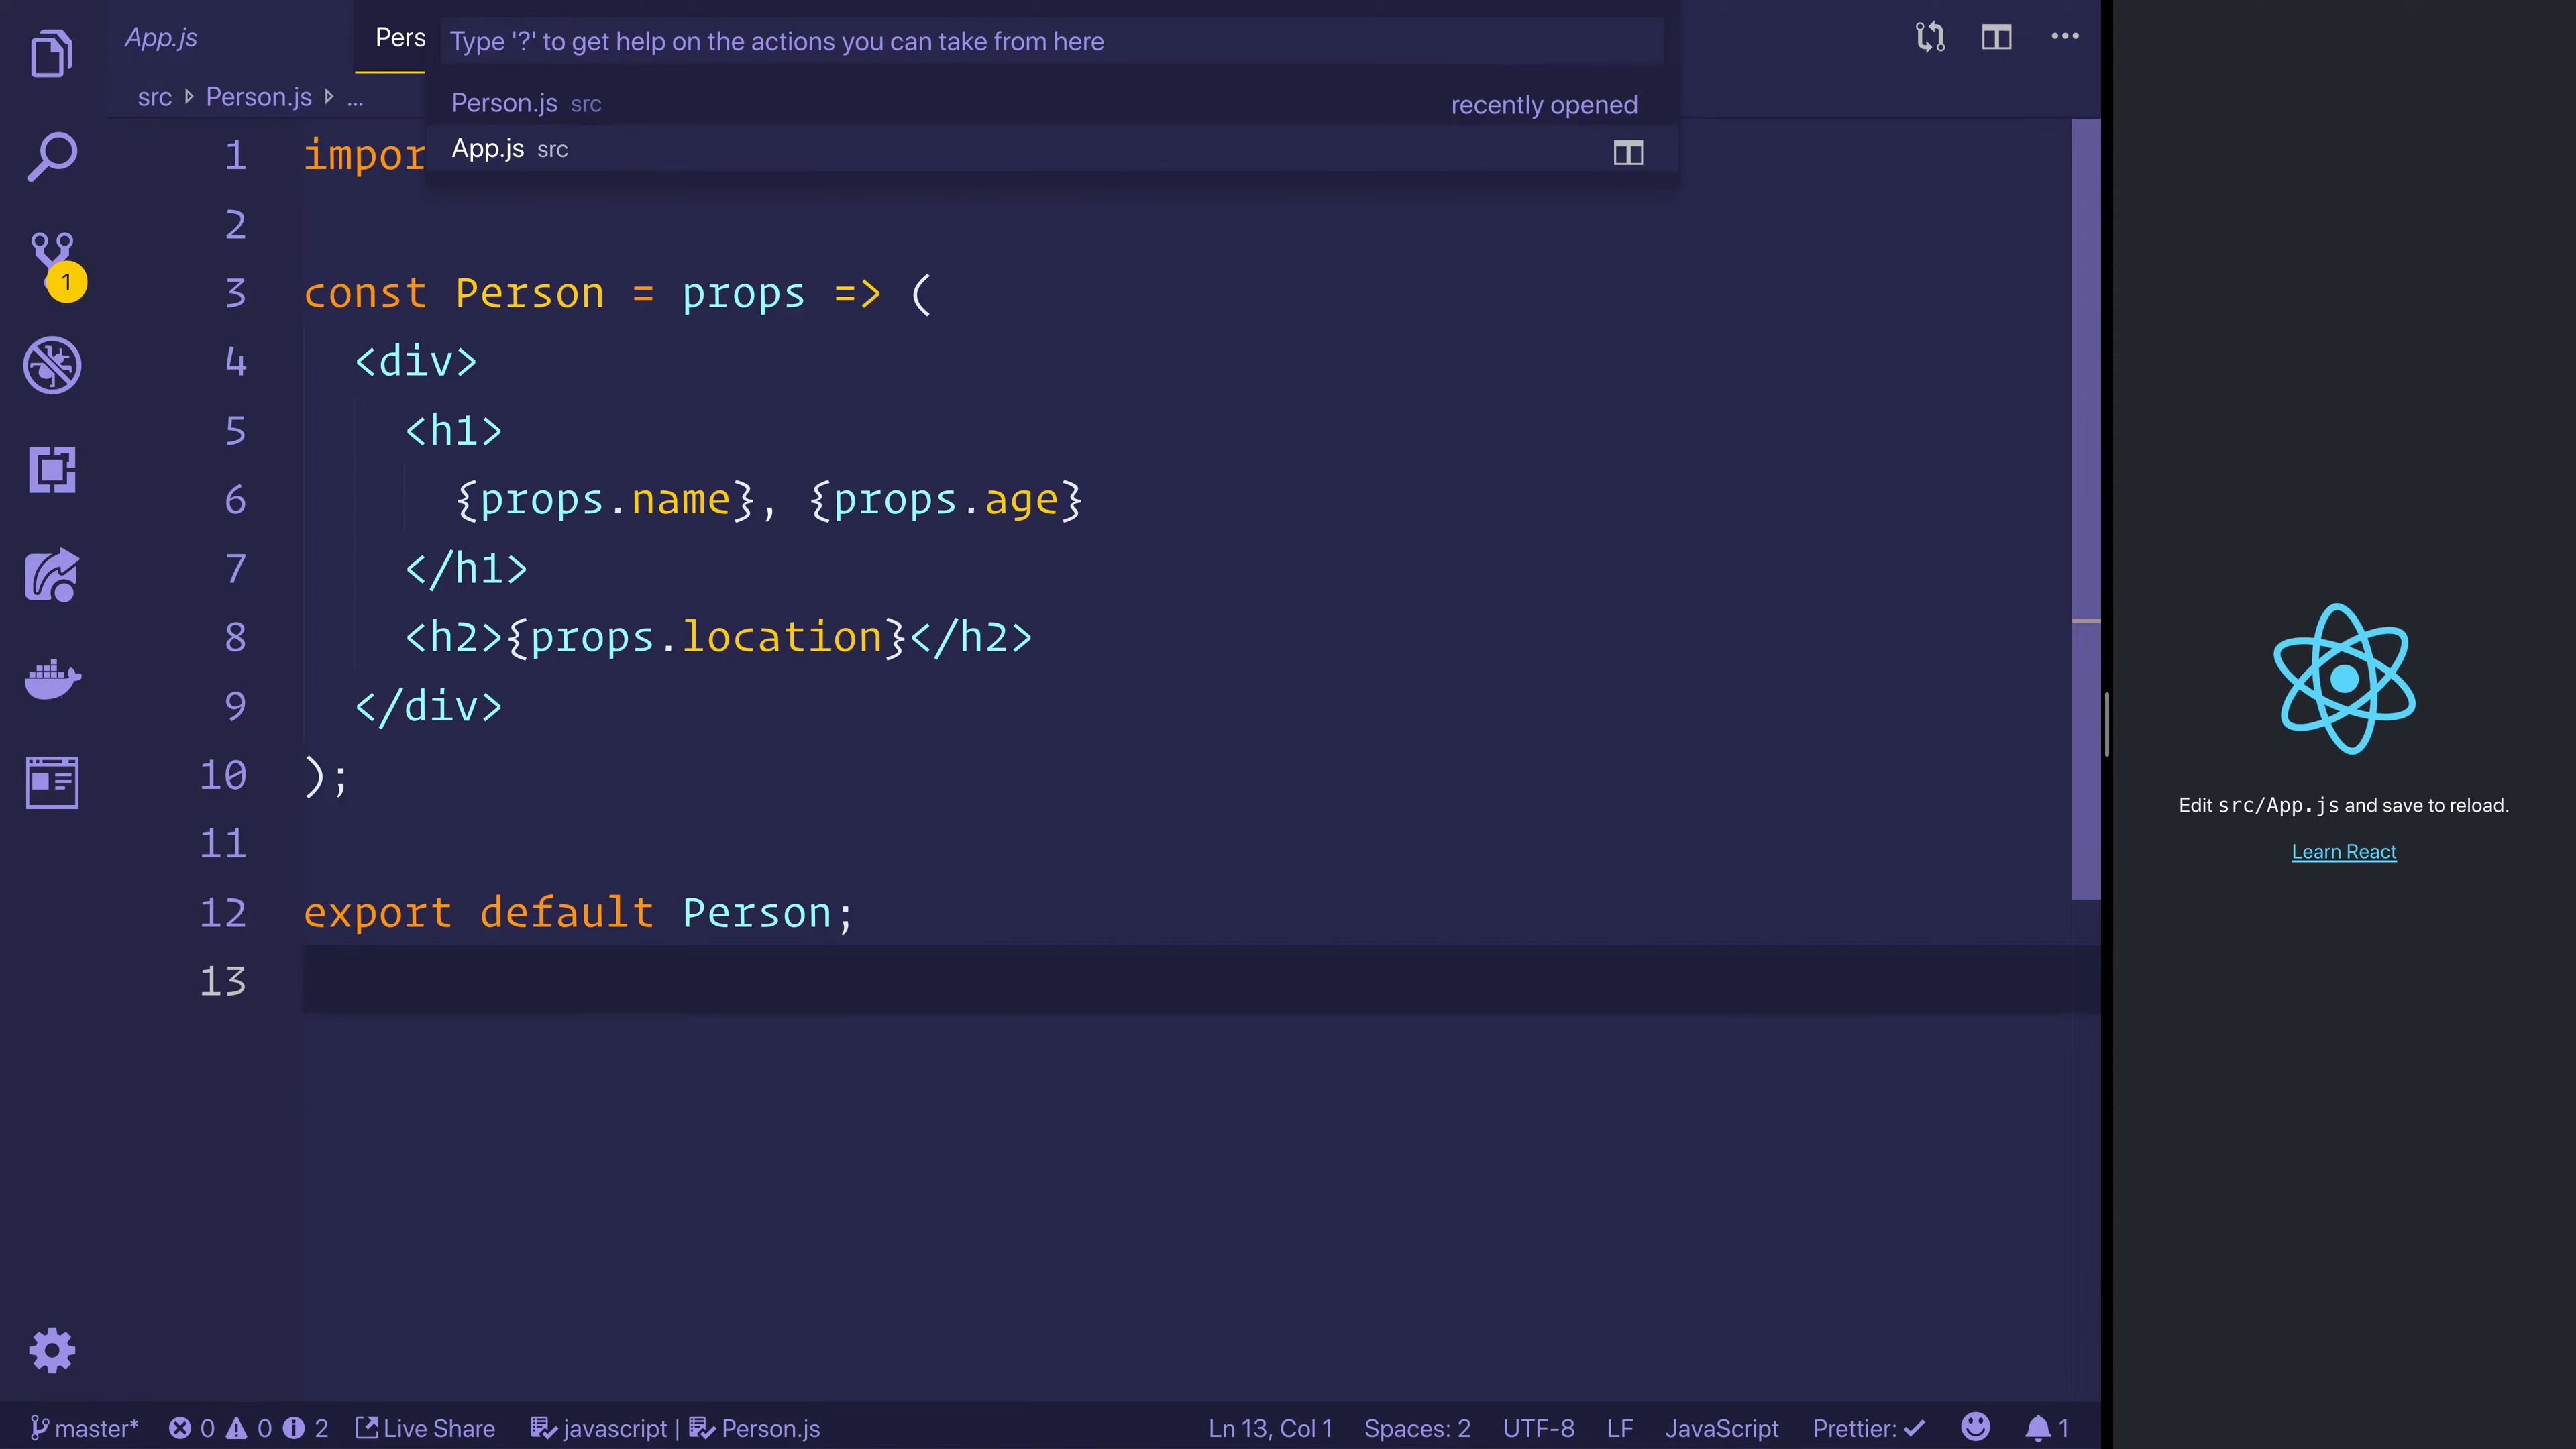 App.js
Pers
Type '?' to get help on the actions you can take from here
Person.js src recently opened
App.js src
src Person.js ...
1 impor
2
3 const Person = props => (
4 <div>
5 <h1>
6 {props.name}, {props.age}
7 </h1>
8 <h2>{props.location}</h2>
9 </div>
10 );
11
12 export default Person;
13
1
Edit src/App.js and save to reload.
Learn React
master* 0 0 2 Live Share javascript | Person.js Ln 13, Col 1 Spaces: 2 UTF-8 LF JavaScript Prettier: 1